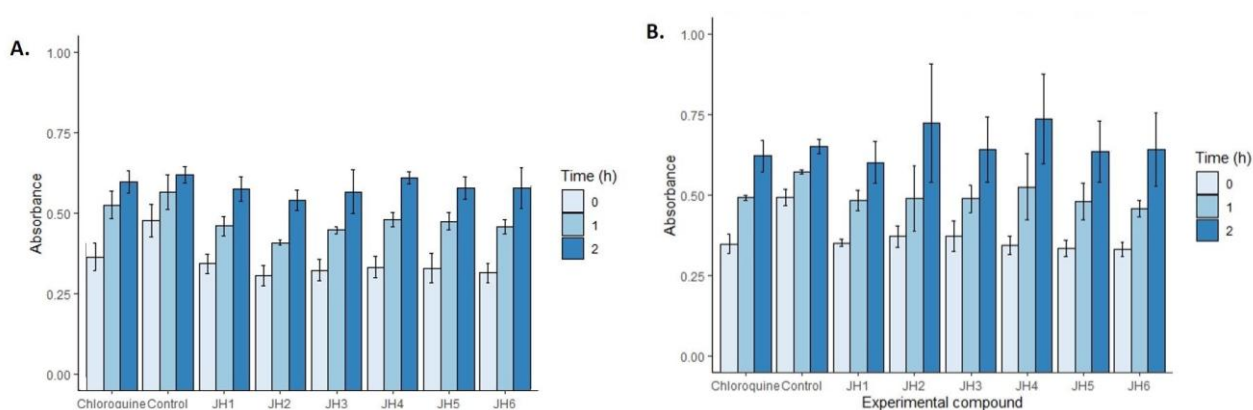 A.
1.00
0.75
0.50
0.25
0.00
Absorbance
Chloroquine Control JH1 JH2 JH3 JH4 JH5 JH6
Time (h)
0
1
2
B.
1.00
0.75
0.50
0.25
0.00
Absorbance
Chloroquine Control JH1 JH2 JH3 JH4 JH5 JH6
Experimental compound
Time (h)
0
1
2